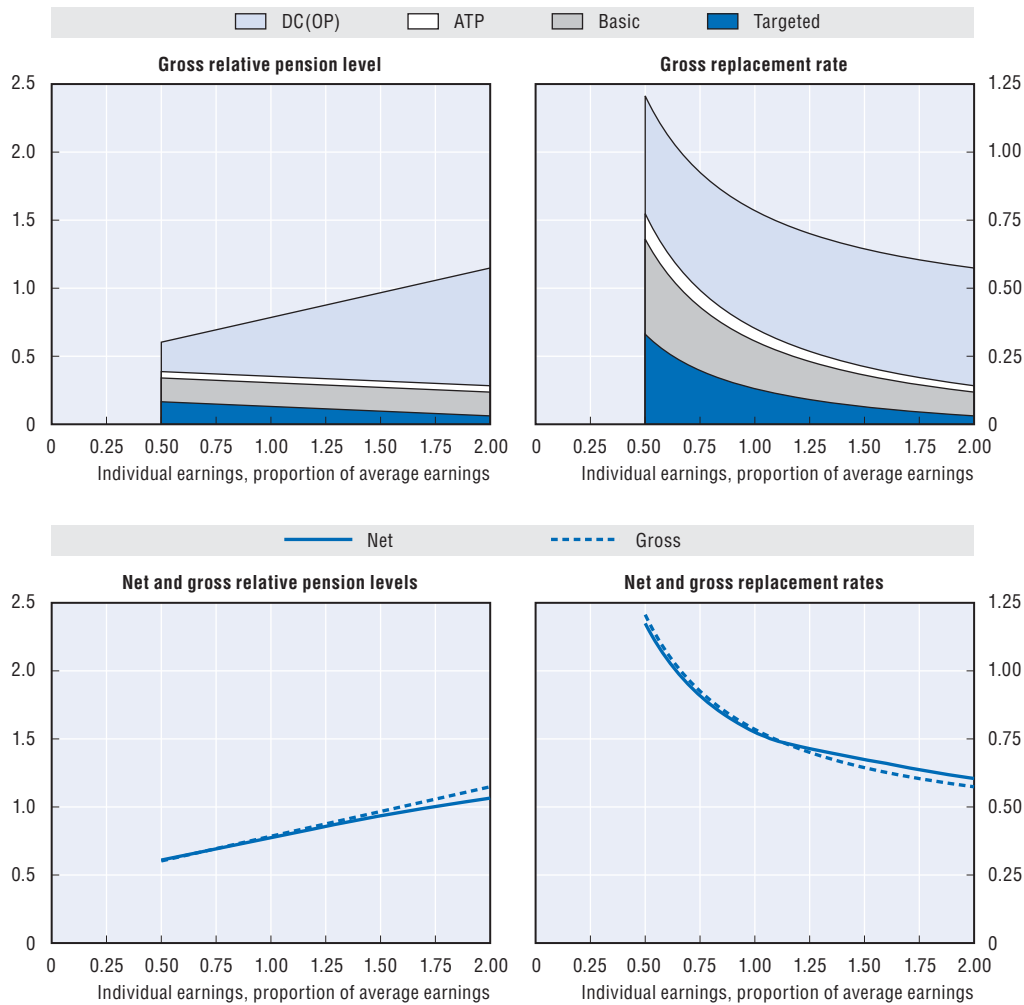 DC(OP) ATP Basic Targeted
Gross relative pension level
2.5
2.0
1.5
1.0
0.5
0
0 0.25 0.50 0.75 1.00 1.25 1.50 1.75 2.00
Individual earnings, proportion of average earnings
Gross replacement rate
1.25
1.00
0.75
0.50
0.25
0
0 0.25 0.50 0.75 1.00 1.25 1.50 1.75 2.00
Individual earnings, proportion of average earnings
Net Gross
Net and gross relative pension levels
2.5
2.0
1.5
1.0
0.5
0
0 0.25 0.50 0.75 1.00 1.25 1.50 1.75 2.00
Individual earnings, proportion of average earnings
Net and gross replacement rates
1.25
1.00
0.75
0.50
0.25
0
0 0.25 0.50 0.75 1.00 1.25 1.50 1.75 2.00
Individual earnings, proportion of average earnings